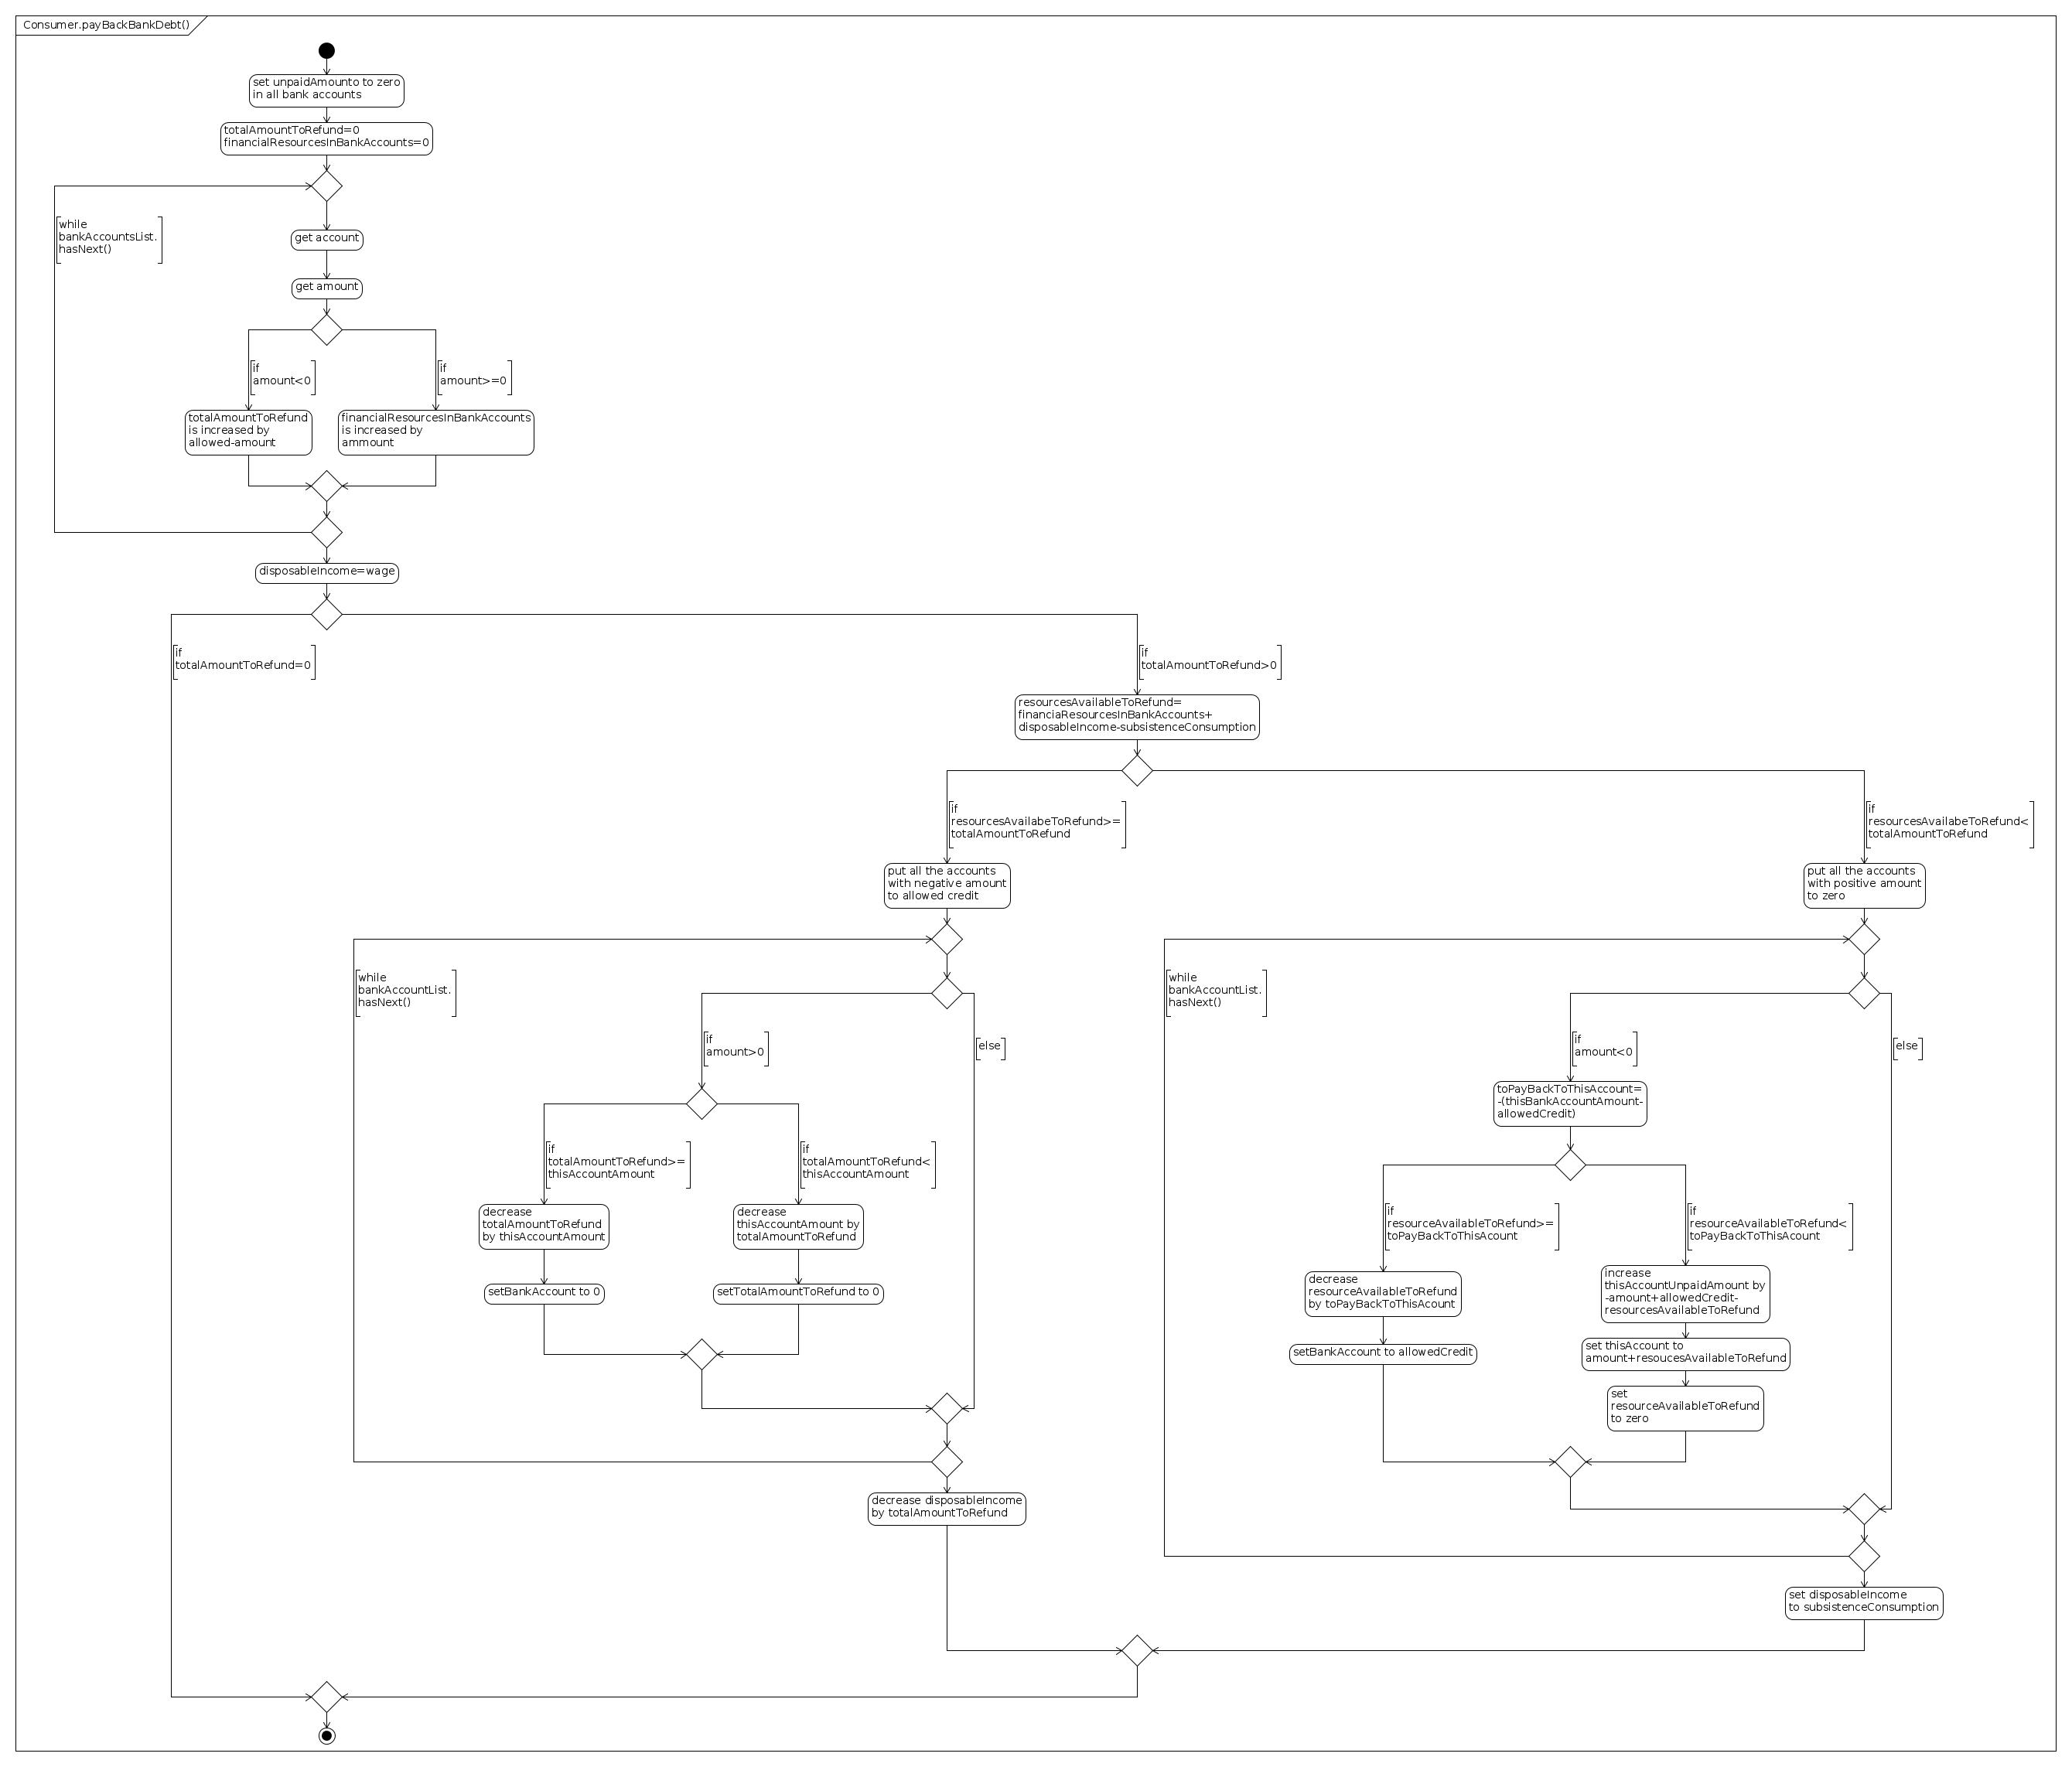 Consumer.payBackBankDebt()
set unpaidAmounto to zero
in all bank accounts
totalAmountToRefund=0
financialResourcesInBankAccounts=0
while
bankAccountsList.
hasNext()
get account
get amount
if
amount<0
if
amount>=0
totalAmountToRefund
is increased by
allowed-amount
financialResourcesInBankAccounts
is increased by
ammount
disposableIncome=wage
if
totalAmountToRefund=0
if
totalAmountToRefund>0
resourcesAvailableToRefund=
financiaResourcesInBankAccounts+
disposableIncome-subsistenceConsumption
if
resourcesAvailabeToRefund>=
totalAmountToRefund
if
resourcesAvailabeToRefund<
totalAmountToRefund
put all the accounts
with negative amount
to allowed credit
put all the accounts
with positive amount
to zero
while
bankAccountList.
hasNext()
if
amount>0
[else]
if
totalAmountToRefund>=
thisAccountAmount
if
totalAmountToRefund<
thisAccountAmount
decrease
totalAmountToRefund
by thisAccountAmount
decrease
thisAccountAmount by
totalAmountToRefund
setBankAccount to 0
setTotalAmountToRefund to 0
decrease disposableIncome
by totalAmountToRefund
while
bankAccountList.
hasNext()
if
amount<0
[else]
toPayBackToThisAccount=
-(thisBankAccountAmount-
allowedCredit)
if
resourceAvailableToRefund>=
toPayBackToThisAcount
if
resourceAvailableToRefund<
toPayBackToThisAcount
decrease
resourceAvailableToRefund
by toPayBackToThisAcount
setBankAccount to allowedCredit
increase
thisAccountUnpaidAmount by
-amount+allowedCredit-
resourcesAvailableToRefund
set thisAccount to
amount+resoucesAvailableToRefund
set
resourceAvailableToRefund
to zero
set disposableIncome
to subsistenceConsumption